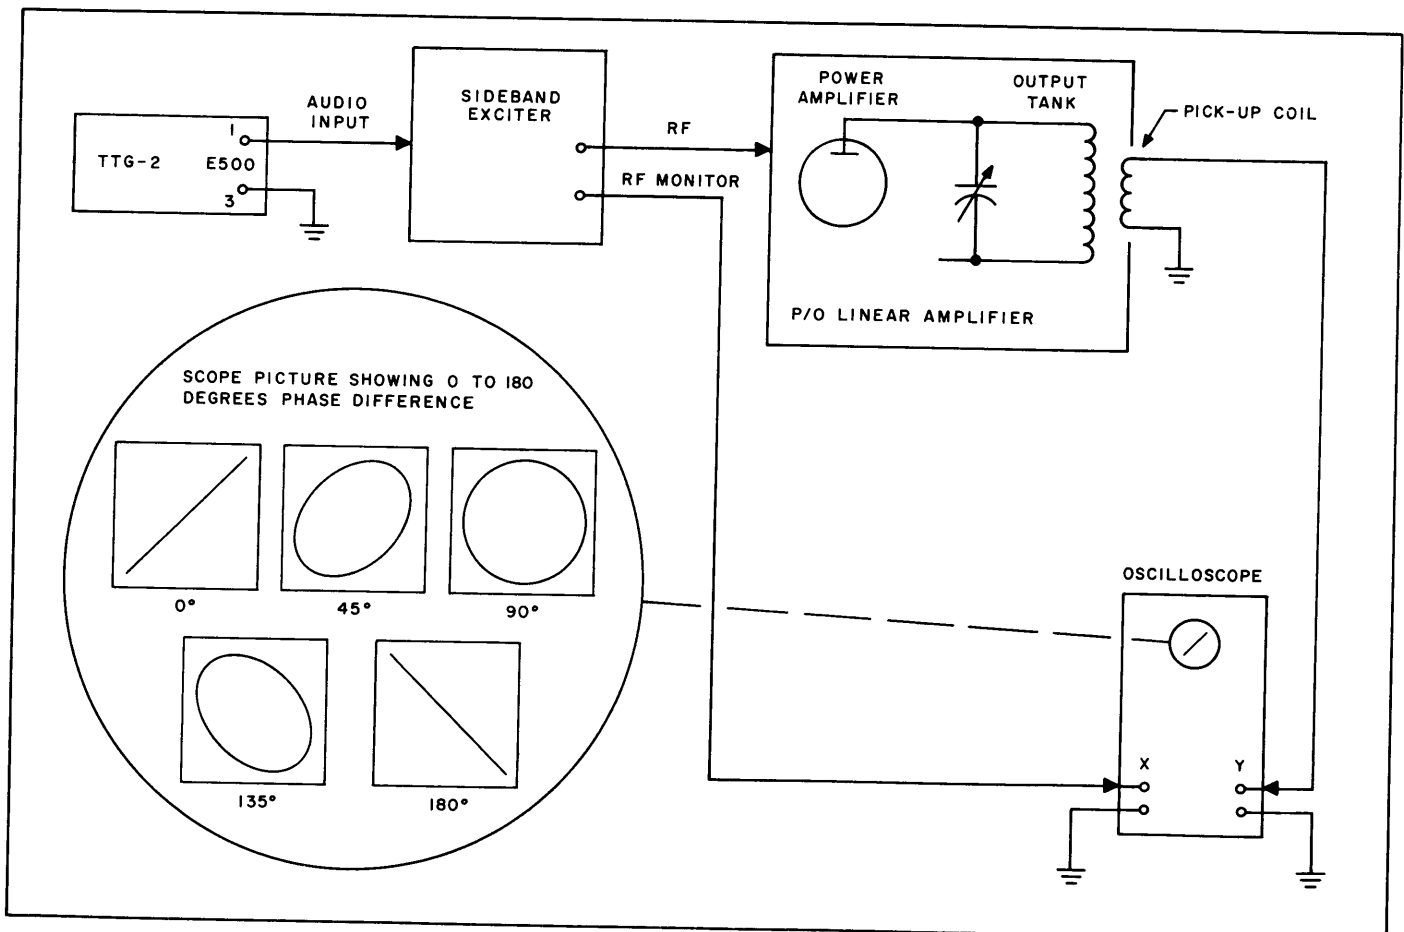 AUDIO
INPUT
TTG-2
1
E500
3
SIDEBAND
EXCITER
RF
RF MONITOR
POWER
AMPLIFIER
OUTPUT
TANK
PICK-UP COIL
P/O LINEAR AMPLIFIER
SCOPE PICTURE SHOWING 0 TO 180
DEGREES PHASE DIFFERENCE
0°
45°
90°
135°
180°
OSCILLOSCOPE
X
Y